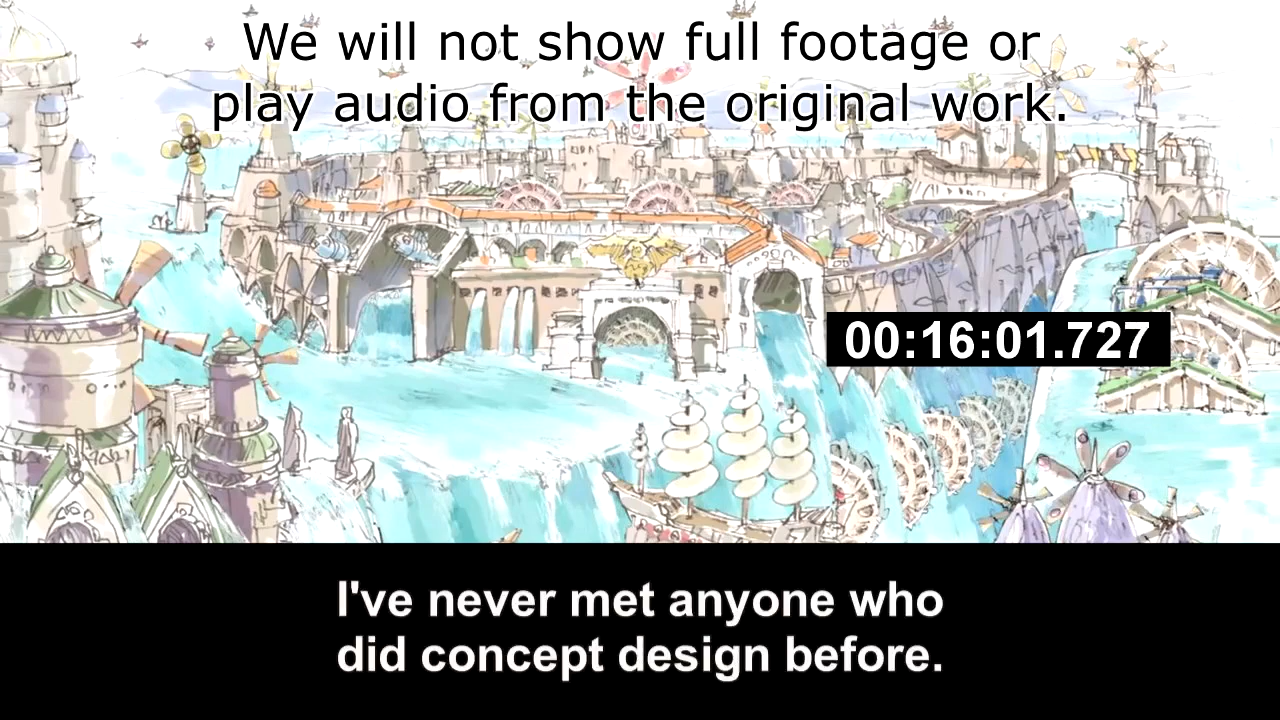 We will not show full footage or
play audio from the original work.
00:16:01.727
I've never met anyone who
did concept design before.